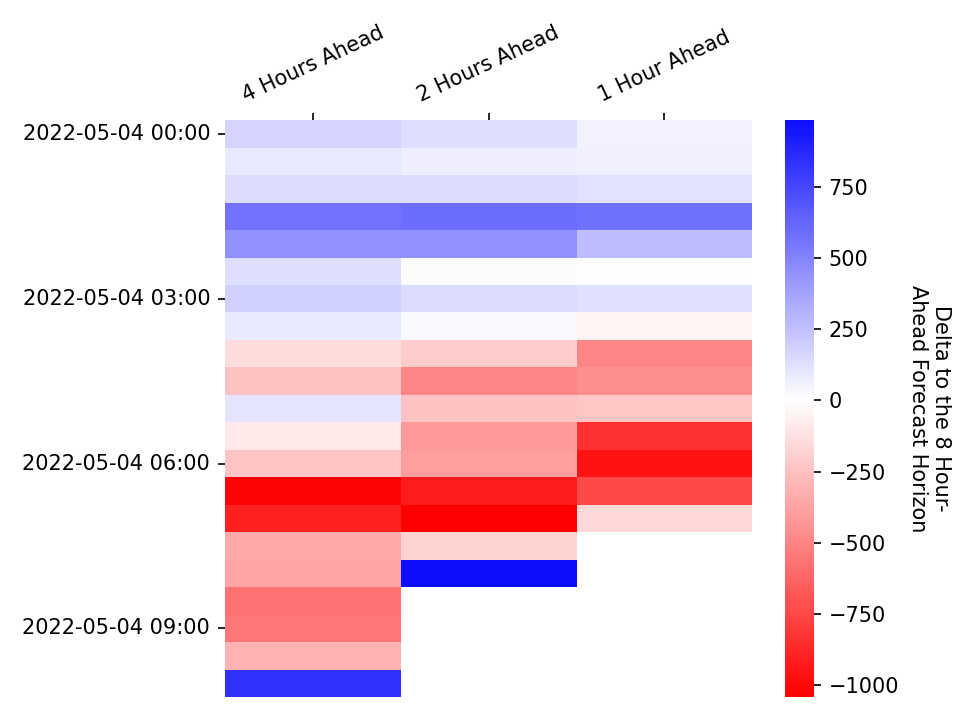 4 Hours Ahead
2 Hours Ahead
1 Hour Ahead
2022-05-04 00:00
2022-05-04 03:00
2022-05-04 06:00
2022-05-04 09:00
750
500
250
0
−250
−500
−750
−1000
Delta to the 8 Hour-
Ahead Forecast Horizon